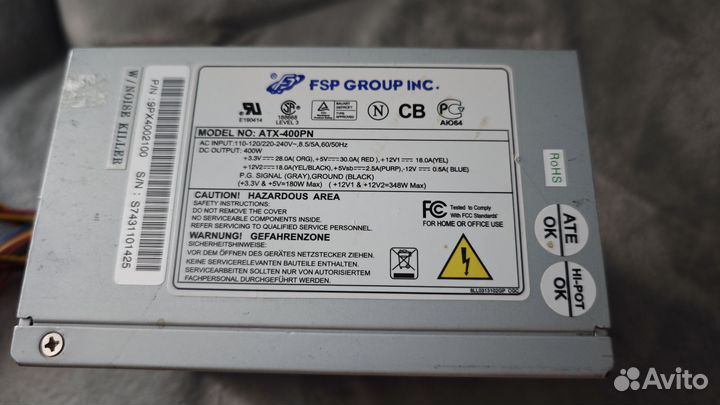 FSP GROUP INC.
W/ NOISE KILLER
P/N : 9PX4002100
S/N : S7431101425
E190414
LEVEL 3
N
CB
AIO64
MODEL NO: ATX-400PN
AC INPUT:110-120/220-240V~,8.5/5A,60/50Hz
DC OUTPUT: 400W
+3.3V ⎓ 28.0A( ORG), +5V⎓30.0A( RED ), +12V1 ⎓ 18.0A(YEL)
+12V2 ⎓18.0A(YEL/BLACK), +5Vsb⎓2.5A(PURP), -12V ⎓ 0.5A( BLUE)
P.G. SIGNAL (GRAY),GROUND (BLACK)
(+3.3V & +5V=180W Max) ( +12V1 & +12V2=348W Max)
CAUTION! HAZARDOUS AREA
SAFETY INSTRUCTIONS:
DO NOT REMOVE THE COVER
NO SERVICEABLE COMPONENTS INSIDE.
REFER SERVICING TO QUALIFIED SERVICE PERSONNEL.
FC
Tested to Comply
With FCC Standards
FOR HOME OR OFFICE USE
WARNUNG! GEFAHRENZONE
SICHERHEITSHINWEISE:
VOR DEM ÖFFNEN DES GERÄTES NETZSTECKER ZIEHEN
KEINE RELEVANTEN BAUTEILE ENTHALTEN.
REPARATUREN SOLLTEN NUR IN AUTORISIERTEM
FACHPERSONAL DURCHGEFÜHRT WERDEN.
RoHS
ATE
OK
HI-POT
OK
Avito